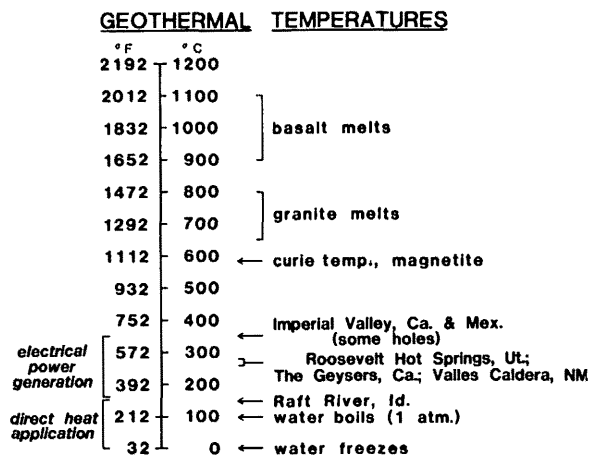 GEOTHERMAL TEMPERATURES
°F °C
2192 1200
2012 1100
1832 1000 basalt melts
1652 900
1472 800
1292 700 granite melts
1112 600 curie temp., magnetite
932 500
752 400 Imperial Valley, Ca. & Mex.
(some holes)
electrical
power
generation
572 300 Roosevelt Hot Springs, Ut.;
The Geysers, Ca.; Valles Caldera, NM
392 200
Raft River, Id.
direct heat
application
212 100 water boils (1 atm.)
32 0 water freezes